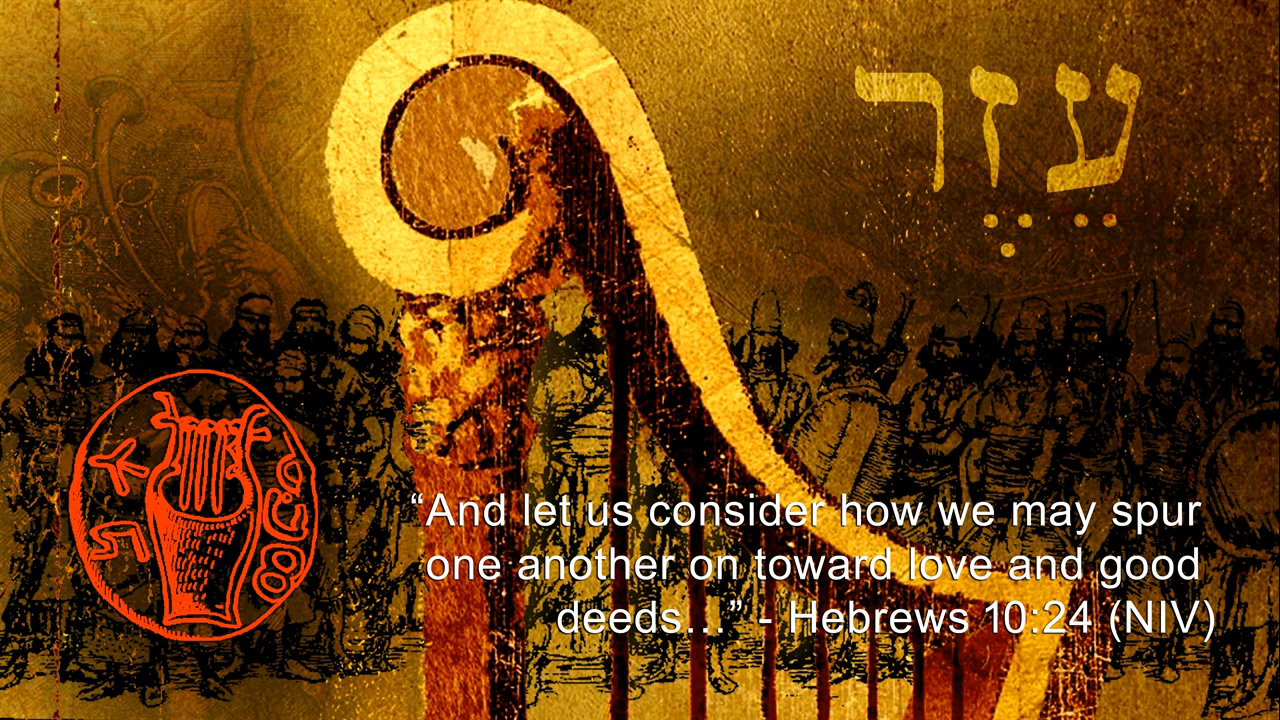 עֵזֶר
“And let us consider how we may spur
one another on toward love and good
deeds…” - Hebrews 10:24 (NIV)